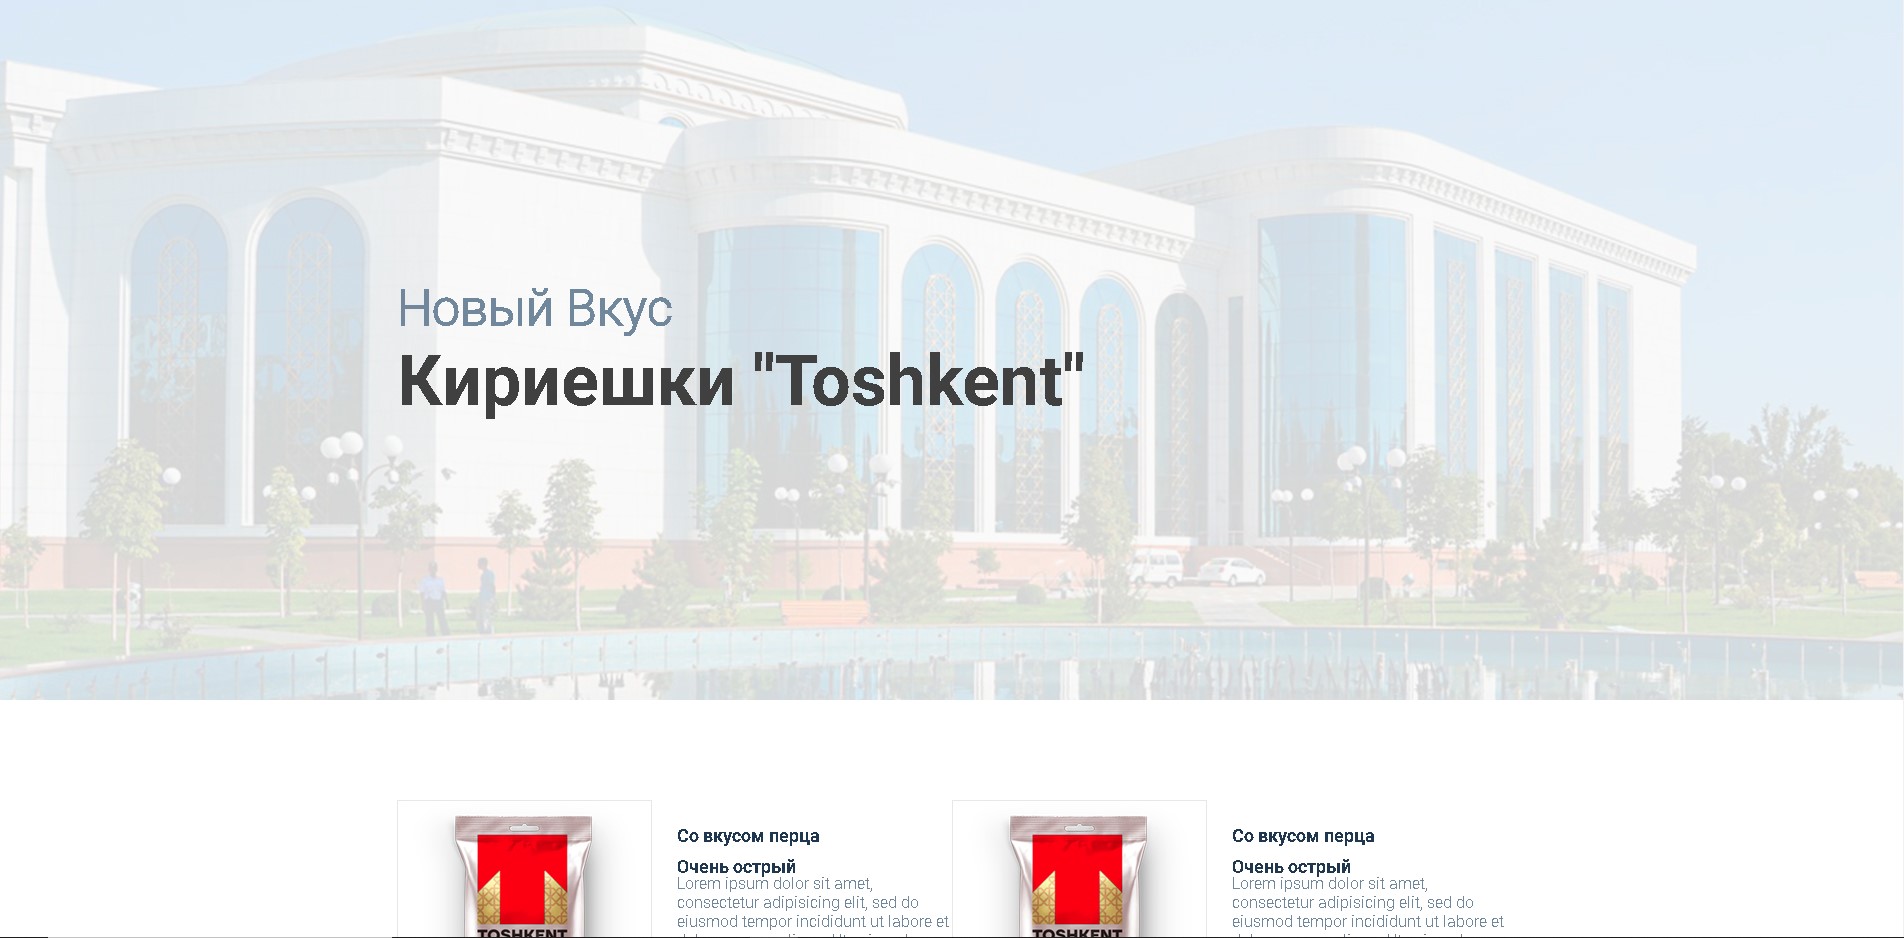 Новый Вкус
Кириешки "Toshkent"
TOSHKENT
Со вкусом перца
Очень острый
Lorem ipsum dolor sit amet,
consectetur adipisicing elit, sed do
eiusmod tempor incididunt ut labore et
TOSHKENT
Со вкусом перца
Очень острый
Lorem ipsum dolor sit amet,
consectetur adipisicing elit, sed do
eiusmod tempor incididunt ut labore et